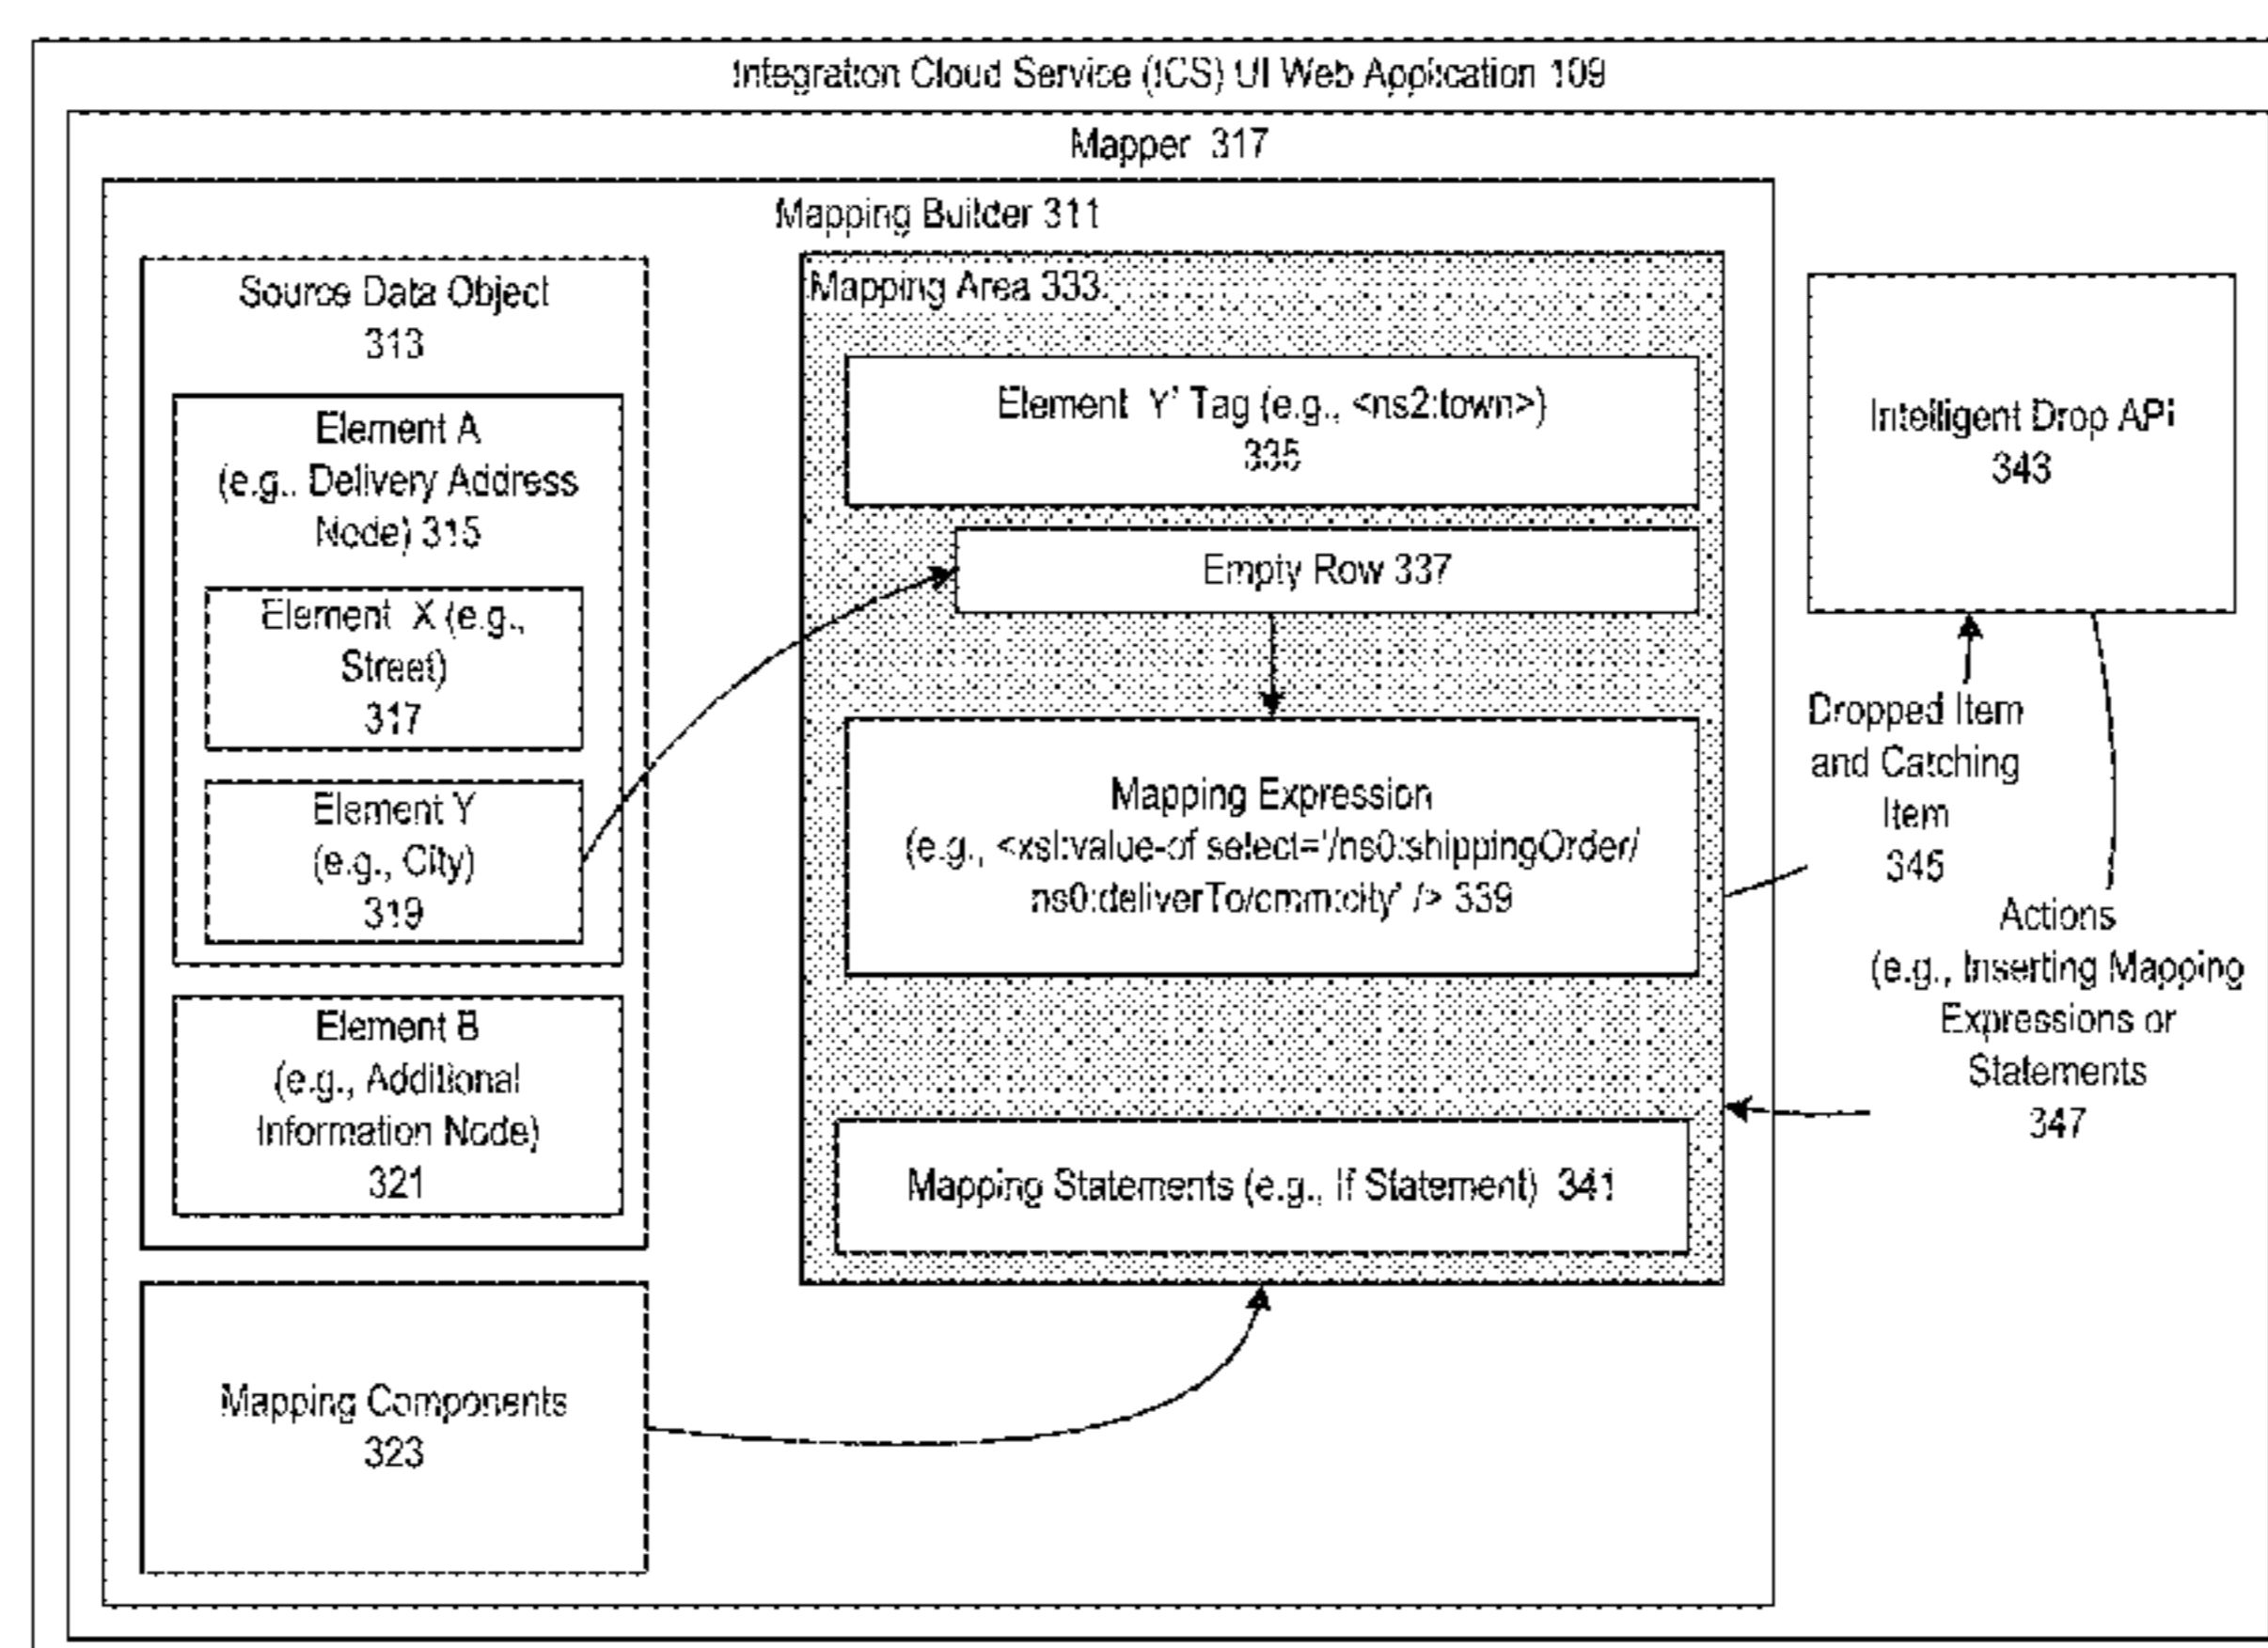 Integration Cloud Service (ICS) UI Web Application 109
Mapper 317
Mapping Builder 311
Source Data Object
313
Element A
(e.g., Delivery Address
Node) 315
Element X (e.g.,
Street)
317
Element Y
(e.g., City)
319
Element B
(e.g., Additional
Information Node)
321
Mapping Components
323
Mapping Area 333
Element Y' Tag (e.g., <ns2:town>)
335
Empty Row 337
Mapping Expression
(e.g., <xsl:value-of select='/ns0:shippingOrder/
ns0:deliverTo/cmm:city' /> 339
Mapping Statements (e.g., If Statement) 341
Intelligent Drop API
343
Dropped Item
and Catching
Item
345
Actions
(e.g., Inserting Mapping
Expressions or
Statements
347